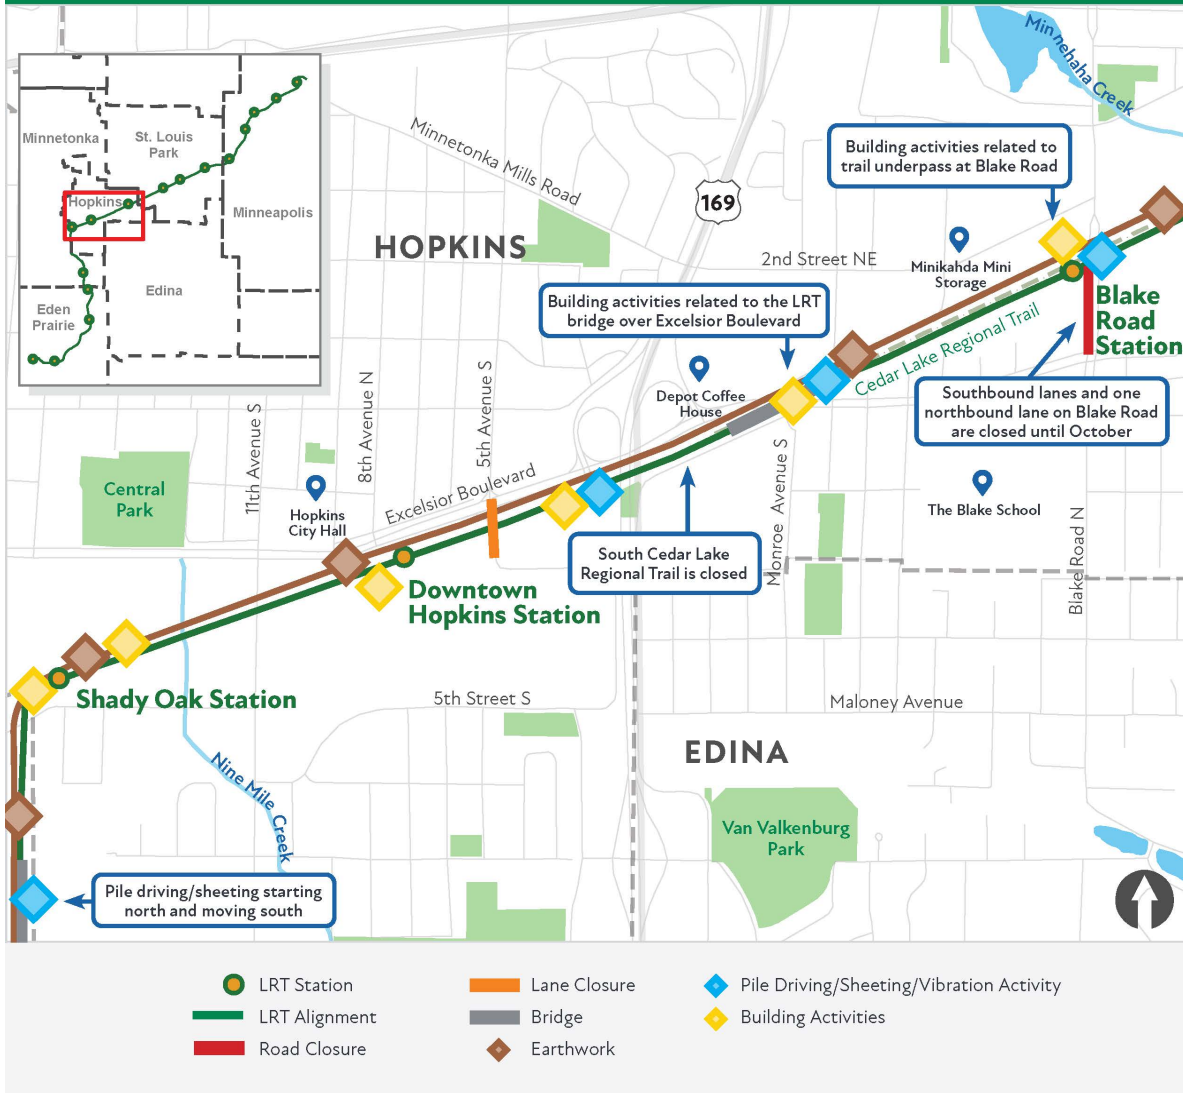 Minnetonka
St. Louis
Park
Hopkins
Minneapolis
Edina
Eden
Prairie
Minnetonka Mills Road
169
Minnehaha Creek
Building activities related to
trail underpass at Blake Road
HOPKINS
2nd Street NE
Minikahda Mini
Storage
Building activities related to the LRT
bridge over Excelsior Boulevard
Blake
Road
Station
Cedar Lake Regional Trail
Depot Coffee
House
Southbound lanes and one
northbound lane on Blake Road
are closed until October
11th Avenue S
8th Avenue N
5th Avenue S
Excelsior Boulevard
Monroe Avenue S
Central
Park
Hopkins
City Hall
The Blake School
South Cedar Lake
Regional Trail is closed
Blake Road N
Downtown
Hopkins Station
Shady Oak Station
5th Street S
Maloney Avenue
EDINA
Nine Mile Creek
Van Valkenburg
Park
Pile driving/sheeting starting
north and moving south
LRT Station
LRT Alignment
Road Closure
Lane Closure
Bridge
Earthwork
Pile Driving/Sheeting/Vibration Activity
Building Activities